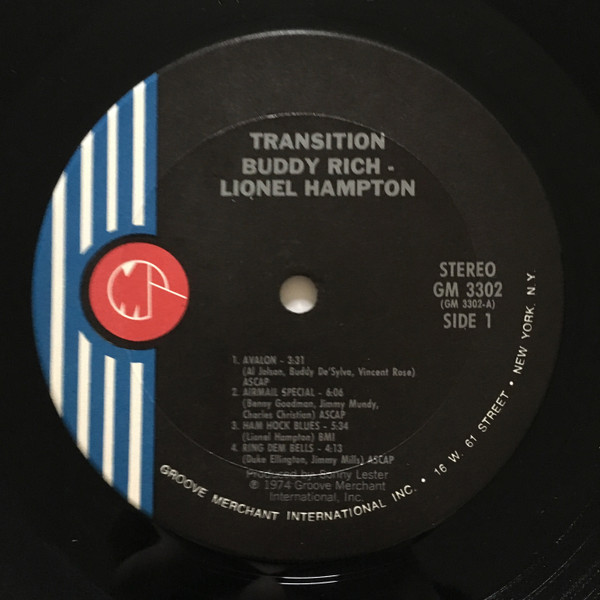 TRANSITION
BUDDY RICH -
LIONEL HAMPTON
STEREO
GM 3302
(GM 3302-A)
SIDE 1
1. AVALON - 3:31
(Al Jolson, Buddy De'Sylva, Vincent Rose)
ASCAP
2. AIRMAIL SPECIAL - 6:06
(Benny Goodman, Jimmy Mundy,
Charles Christian) ASCAP
3. HAM HOCK BLUES - 5:34
(Lionel Hampton) BMI
4. RING DEM BELLS - 4:13
(Duke Ellington, Jimmy Mills) ASCAP
Produced by Sonny Lester
℗ 1974 Groove Merchant
International, Inc.
GROOVE MERCHANT INTERNATIONAL INC. • 16 W. 61 STREET • NEW YORK, N.Y.